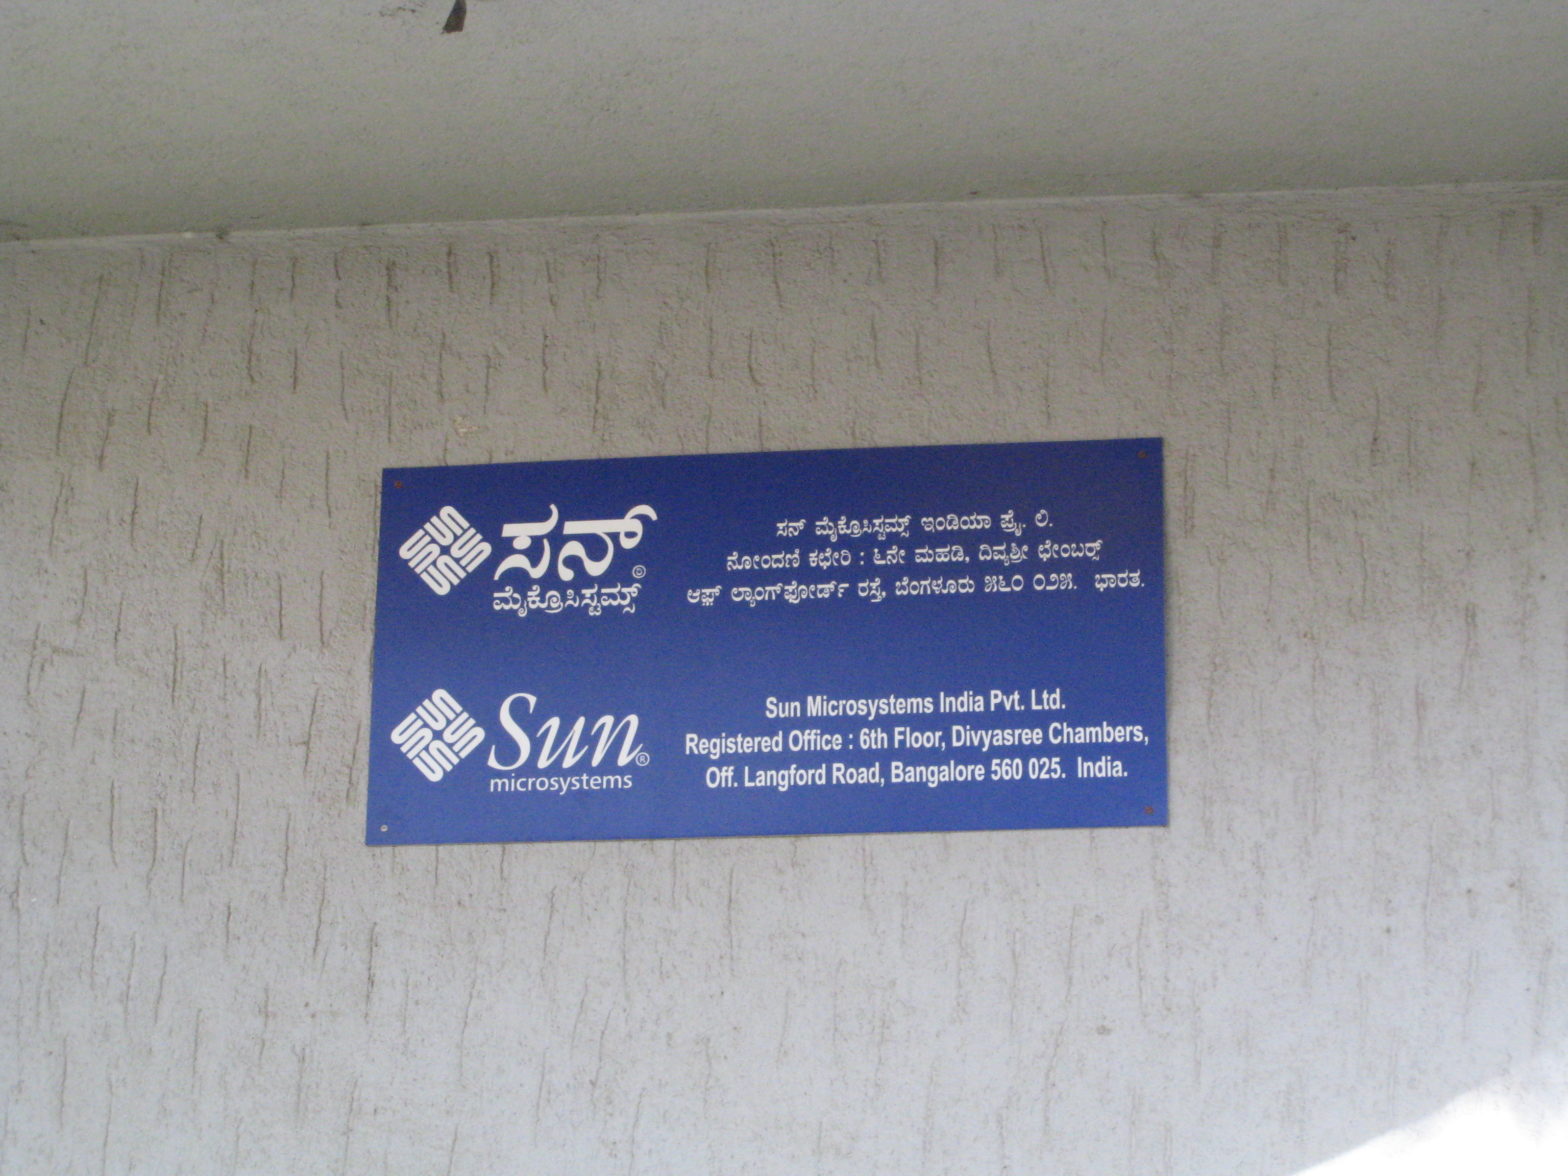 ಸನ್
ಮೈಕ್ರೊಸಿಸ್ಟಮ್ಸ್
ಸನ್ ಮೈಕ್ರೊಸಿಸ್ಟಮ್ಸ್ ಇಂಡಿಯಾ ಪ್ರೈ. ಲಿ.
ನೋಂದಣಿ ಕಛೇರಿ : ೬ನೇ ಮಹಡಿ, ದಿವ್ಯಶ್ರೀ ಛೇಂಬರ್ಸ್
ಆಫ್ ಲ್ಯಾಂಗ್‌ಫೋರ್ಡ್ ರಸ್ತೆ, ಬೆಂಗಳೂರು ೫೬೦ ೦೨೫. ಭಾರತ.
Sun®
microsystems
Sun Microsystems India Pvt. Ltd.
Registered Office : 6th Floor, Divyasree Chambers,
Off. Langford Road, Bangalore 560 025. India.